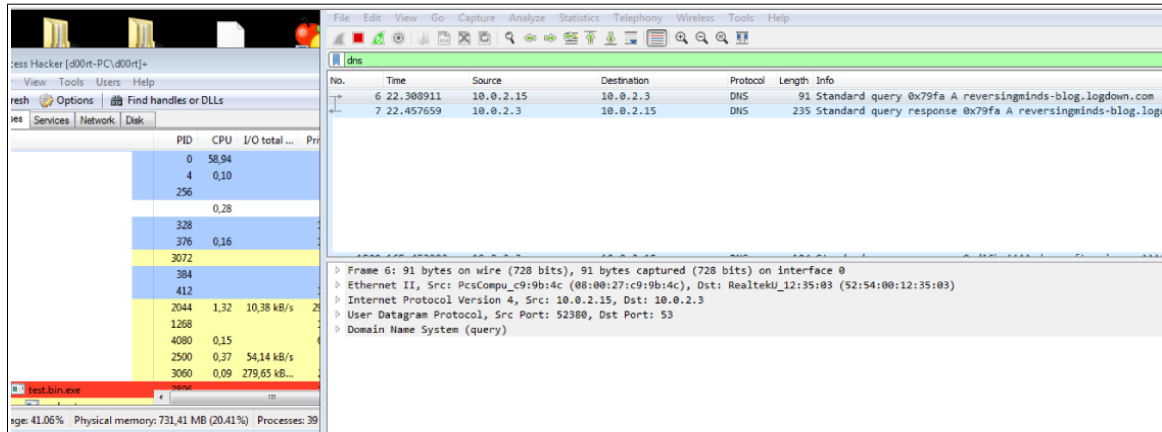 ess Hacker [d00rt-PC\d00rt]+
View Tools Users Help
resh Options Find handles or DLLs
Services Network Disk
PID CPU I/O total ...
0 58,94
4 0,10
256
0,28
328
376 0,16
3072
384
412
2044 1,32 10,38 kB/s
1268
4080 0,15
2500 0,37 54,14 kB/s
3060 0,09 279,65 kB...
test.bin.exe
age: 41.06% Physical memory: 731,41 MB (20.41%) Processes: 39
File Edit View Go Capture Analyze Statistics Telephony Wireless Tools Help
dns
No. Time Source Destination Protocol Length Info
6 22.308911 10.0.2.15 10.0.2.3 DNS 91 Standard query 0x79fa A reversingminds-blog.logdown.com
7 22.457659 10.0.2.3 10.0.2.15 DNS 235 Standard query response 0x79fa A reversingminds-blog.logd
Frame 6: 91 bytes on wire (728 bits), 91 bytes captured (728 bits) on interface 0
Ethernet II, Src: PcsCompu_c9:9b:4c (08:00:27:c9:9b:4c), Dst: RealtekU_12:35:03 (52:54:00:12:35:03)
Internet Protocol Version 4, Src: 10.0.2.15, Dst: 10.0.2.3
User Datagram Protocol, Src Port: 52380, Dst Port: 53
Domain Name System (query)